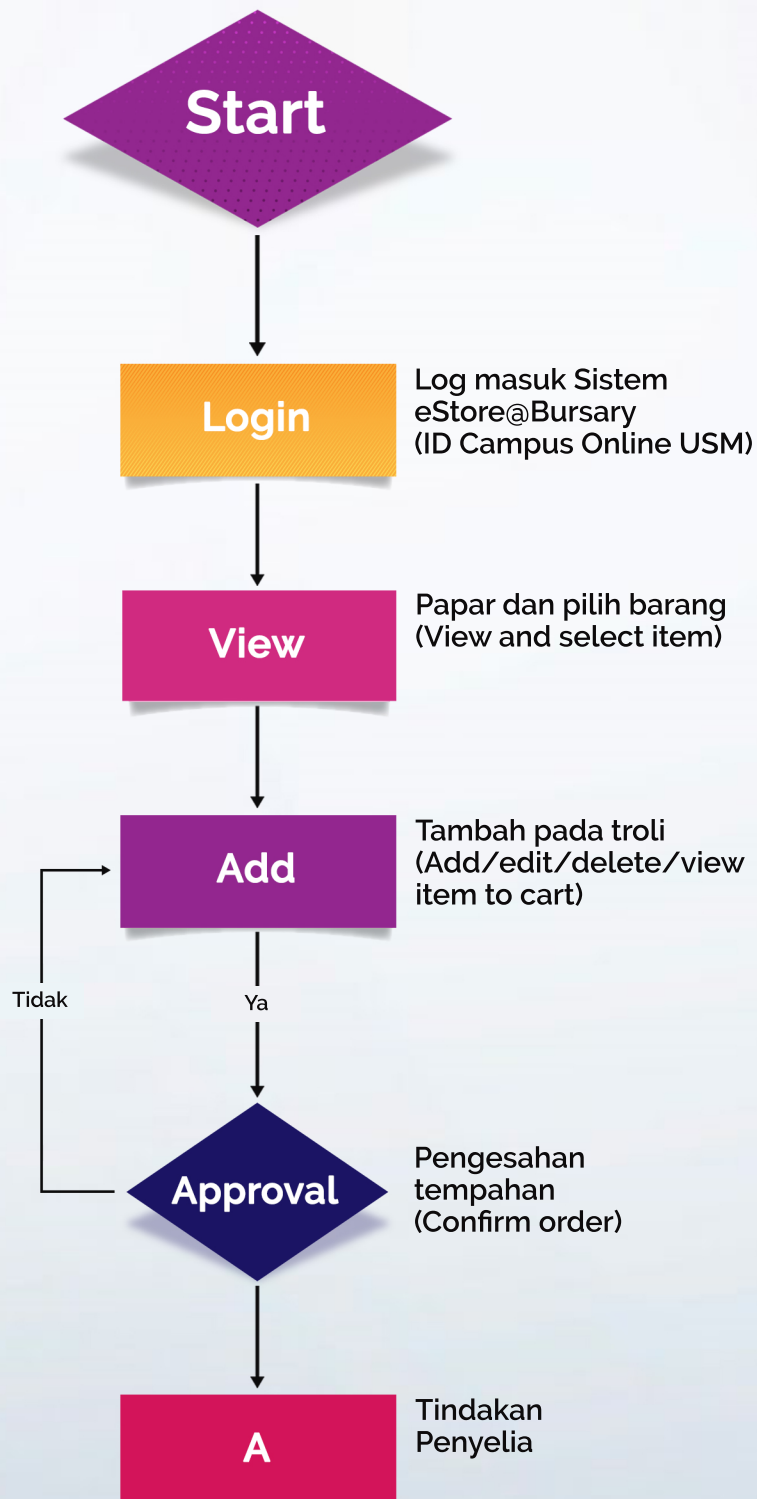 Start
Login
Log masuk Sistem
eStore@Bursary
(ID Campus Online USM)
View
Papar dan pilih barang
(View and select item)
Add
Tambah pada troli
(Add/edit/delete/view
item to cart)
Tidak
Ya
Approval
Pengesahan
tempahan
(Confirm order)
A
Tindakan
Penyelia